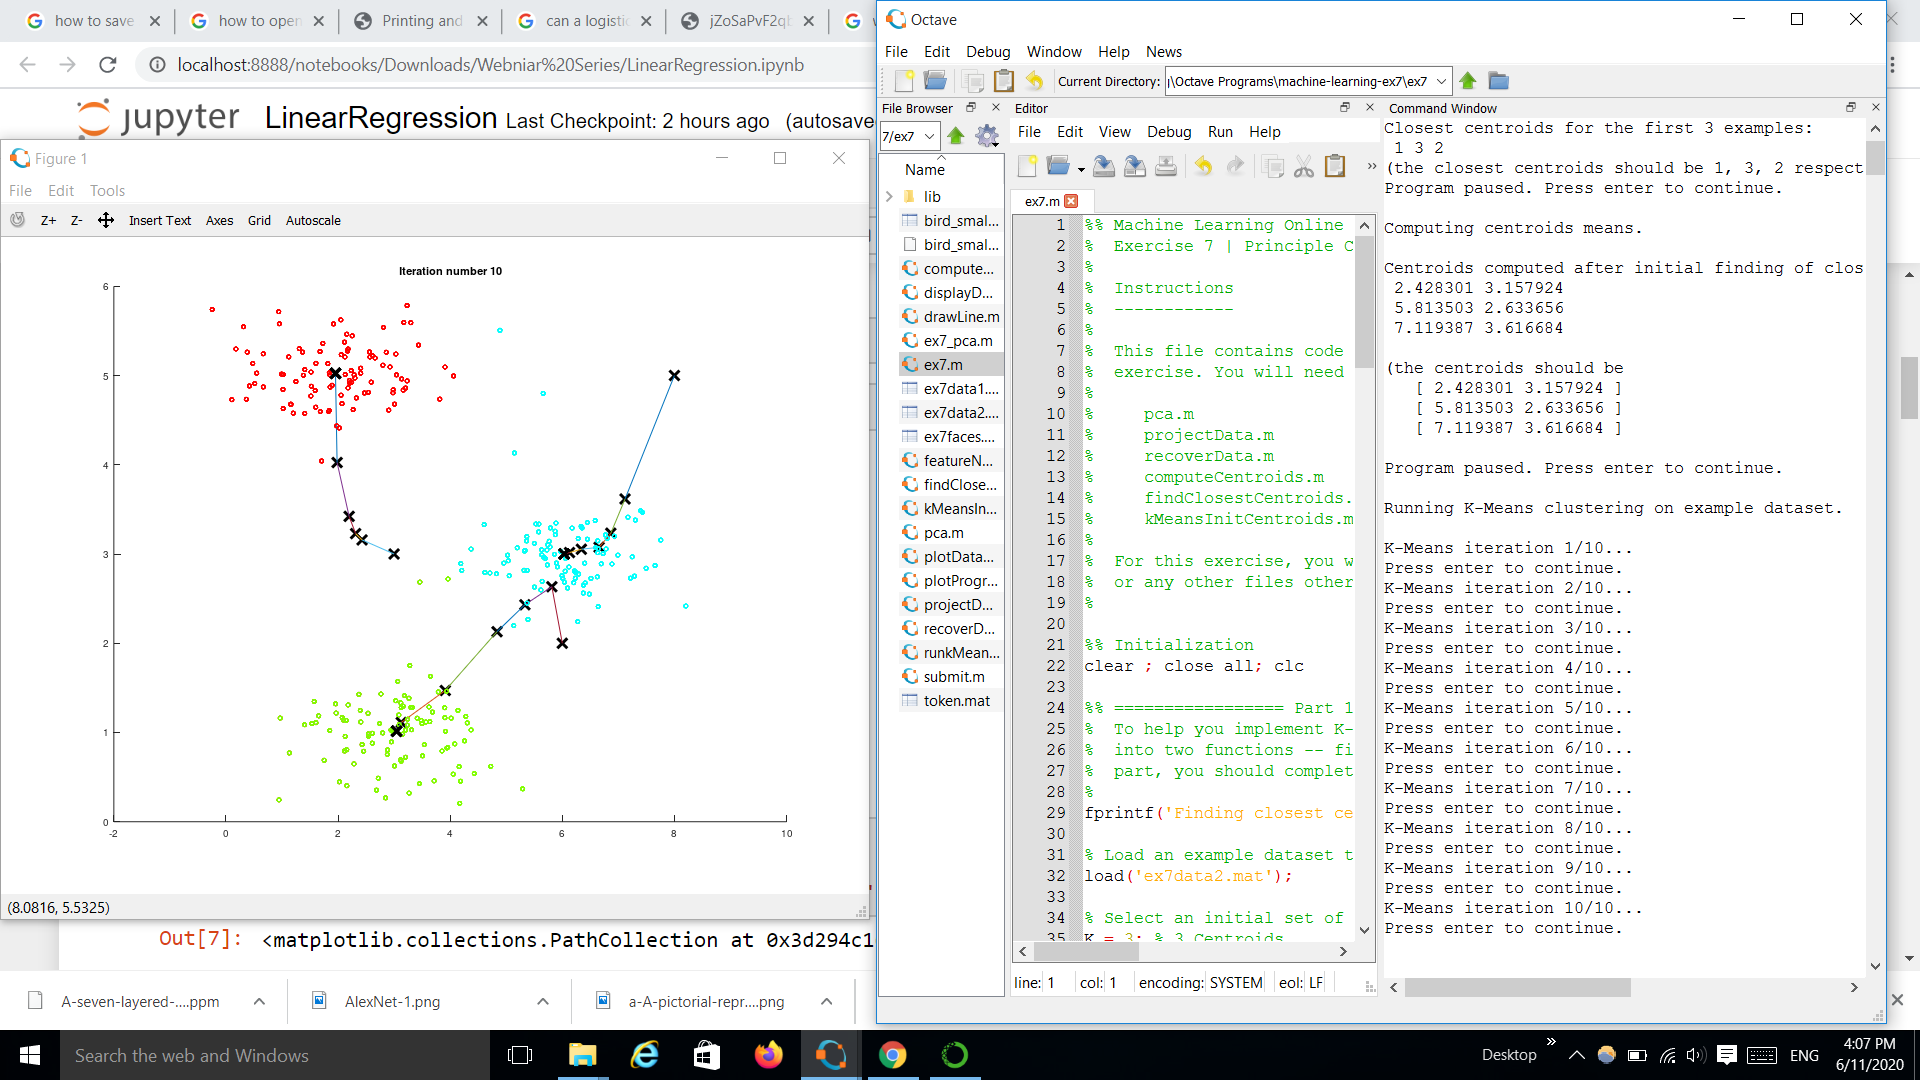 how to save
how to open
Printing and
can a logistic
jZoSaPvF2q
localhost:8888/notebooks/Downloads/Webniar%20Series/LinearRegression.ipynb
jupyter LinearRegression Last Checkpoint: 2 hours ago (autosave
Figure 1
File Edit Tools
Z+ Z- Insert Text Axes Grid Autoscale
Iteration number 10
6
5
4
3
2
1
0
-2 0 2 4 6 8 10
(8.0816, 5.5325)
Out[7]: <matplotlib.collections.PathCollection at 0x3d294c1
A-seven-layered-....ppm
AlexNet-1.png
a-A-pictorial-repr....png
Octave
File Edit Debug Window Help News
Current Directory: \Octave Programs\machine-learning-ex7\ex7
File Browser
7/ex7
Name
lib
bird_smal...
bird_smal...
compute...
displayD...
drawLine.m
ex7_pca.m
ex7.m
ex7data1....
ex7data2....
ex7faces....
featureN...
findClose...
kMeansIn...
pca.m
plotData...
plotProgr...
projectD...
recoverD...
runkMean...
submit.m
token.mat
Editor
File Edit View Debug Run Help
ex7.m
1 %% Machine Learning Online
2 % Exercise 7 | Principle C
3 %
4 % Instructions
5 % ------------
6 %
7 % This file contains code
8 % exercise. You will need
9 %
10 % pca.m
11 % projectData.m
12 % recoverData.m
13 % computeCentroids.m
14 % findClosestCentroids.
15 % kMeansInitCentroids.m
16 %
17 % For this exercise, you w
18 % or any other files other
19 %
20
21 %% Initialization
22 clear ; close all; clc
23
24 %% ================= Part 1
25 % To help you implement K-
26 % into two functions -- fi
27 % part, you should complet
28 %
29 fprintf('Finding closest ce
30
31 % Load an example dataset t
32 load('ex7data2.mat');
33
34 % Select an initial set of
35 K = 3; % 3 Centroids
line: 1 col: 1 encoding: SYSTEM eol: LF
Command Window
Closest centroids for the first 3 examples:
1 3 2
(the closest centroids should be 1, 3, 2 respect
Program paused. Press enter to continue.
Computing centroids means.
Centroids computed after initial finding of clos
2.428301 3.157924
5.813503 2.633656
7.119387 3.616684
(the centroids should be
[ 2.428301 3.157924 ]
[ 5.813503 2.633656 ]
[ 7.119387 3.616684 ]
Program paused. Press enter to continue.
Running K-Means clustering on example dataset.
K-Means iteration 1/10...
Press enter to continue.
K-Means iteration 2/10...
Press enter to continue.
K-Means iteration 3/10...
Press enter to continue.
K-Means iteration 4/10...
Press enter to continue.
K-Means iteration 5/10...
Press enter to continue.
K-Means iteration 6/10...
Press enter to continue.
K-Means iteration 7/10...
Press enter to continue.
K-Means iteration 8/10...
Press enter to continue.
K-Means iteration 9/10...
Press enter to continue.
K-Means iteration 10/10...
Press enter to continue.
Search the web and Windows
Desktop
ENG
4:07 PM
6/11/2020